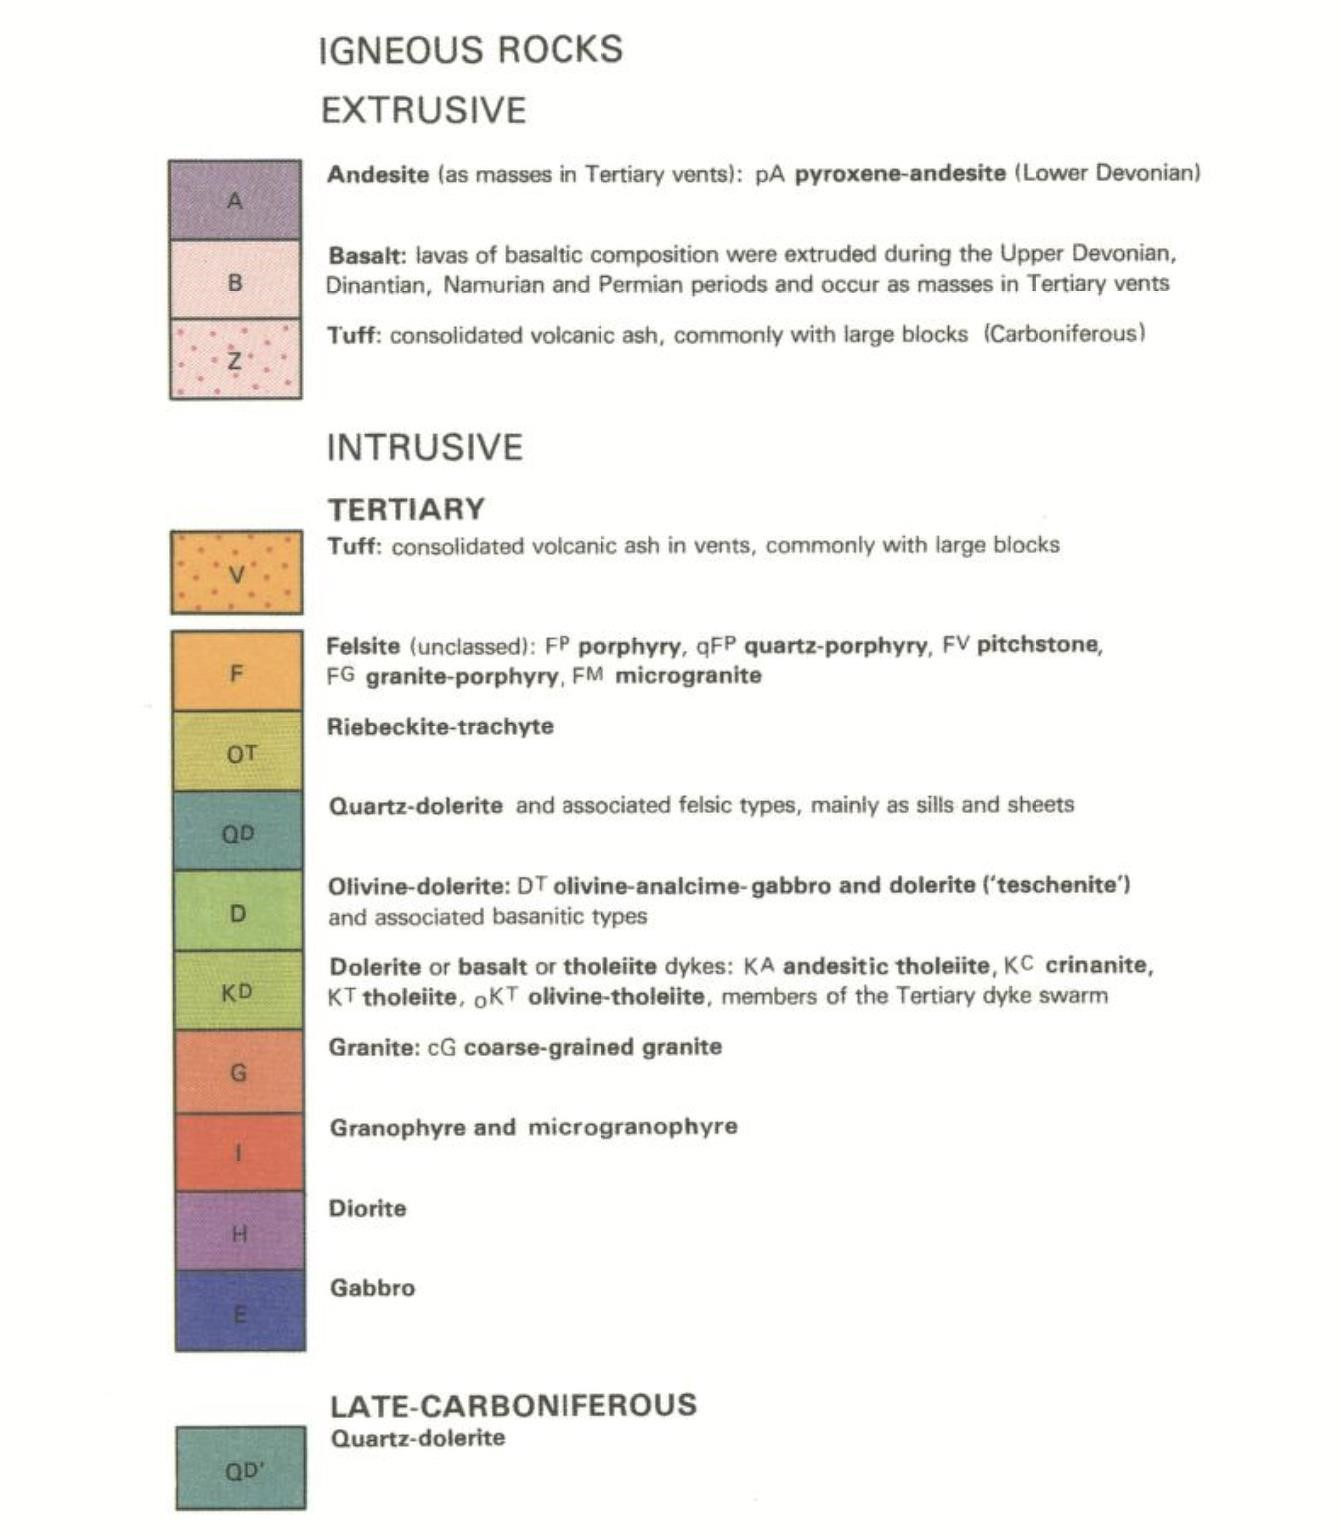 IGNEOUS ROCKS
EXTRUSIVE
A
Andesite (as masses in Tertiary vents): pA pyroxene-andesite (Lower Devonian)
B
Basalt: lavas of basaltic composition were extruded during the Upper Devonian,
Dinantian, Namurian and Permian periods and occur as masses in Tertiary vents
Z
Tuff: consolidated volcanic ash, commonly with large blocks (Carboniferous)
INTRUSIVE
TERTIARY
V
Tuff: consolidated volcanic ash in vents, commonly with large blocks
F
Felsite (unclassed): FP porphyry, qFP quartz-porphyry, FV pitchstone,
FG granite-porphyry, FM microgranite
OT
Riebeckite-trachyte
QD
Quartz-dolerite and associated felsic types, mainly as sills and sheets
D
Olivine-dolerite: DT olivine-analcime-gabbro and dolerite ('teschenite')
and associated basanitic types
KD
Dolerite or basalt or tholeiite dykes: KA andesitic tholeiite, KC crinanite,
KT tholeiite, oKT olivine-tholeiite, members of the Tertiary dyke swarm
G
Granite: cG coarse-grained granite
I
Granophyre and microgranophyre
H
Diorite
E
Gabbro
LATE-CARBONIFEROUS
QD'
Quartz-dolerite